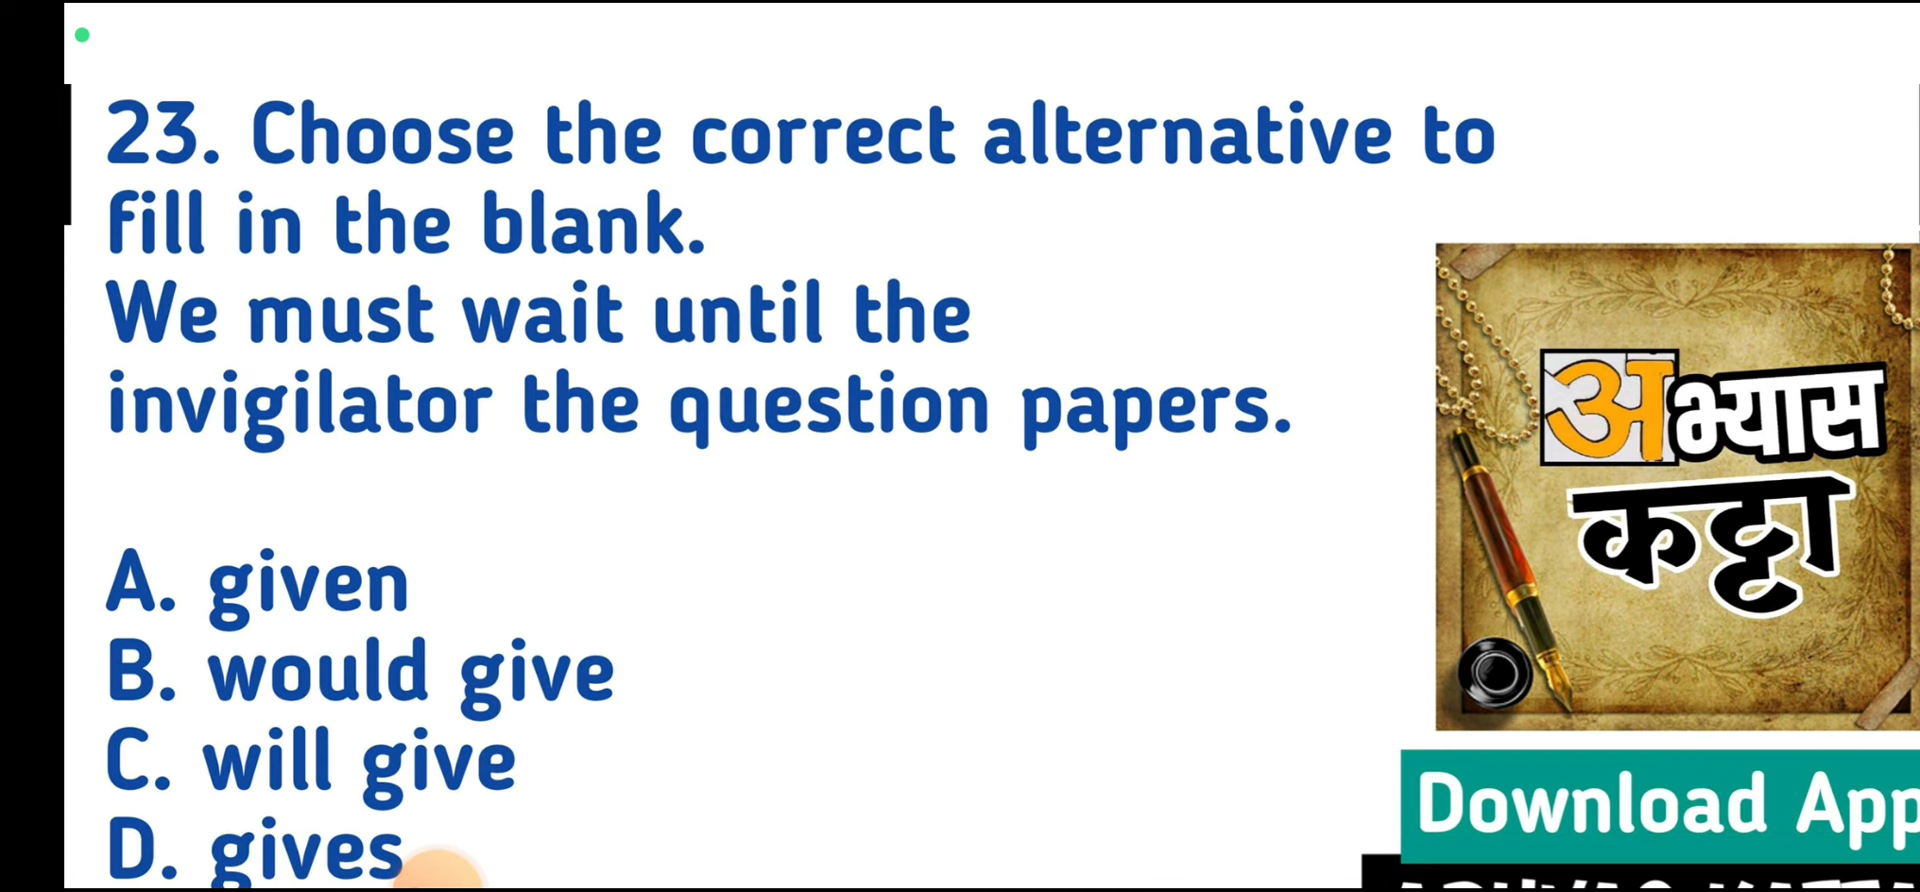 23. Choose the correct alternative to
fill in the blank.
We must wait until the
invigilator the question papers.
अभ्यास
कट्टा
A. given
B. would give
C. will give
D. gives
Download App